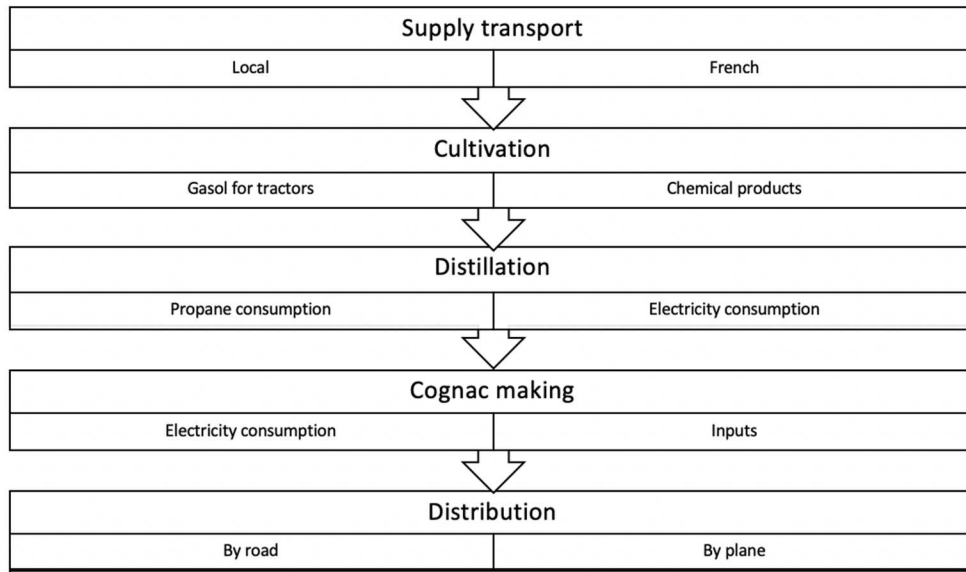 Supply transport
Local
French
Cultivation
Gasol for tractors
Chemical products
Distillation
Propane consumption
Electricity consumption
Cognac making
Electricity consumption
Inputs
Distribution
By road
By plane